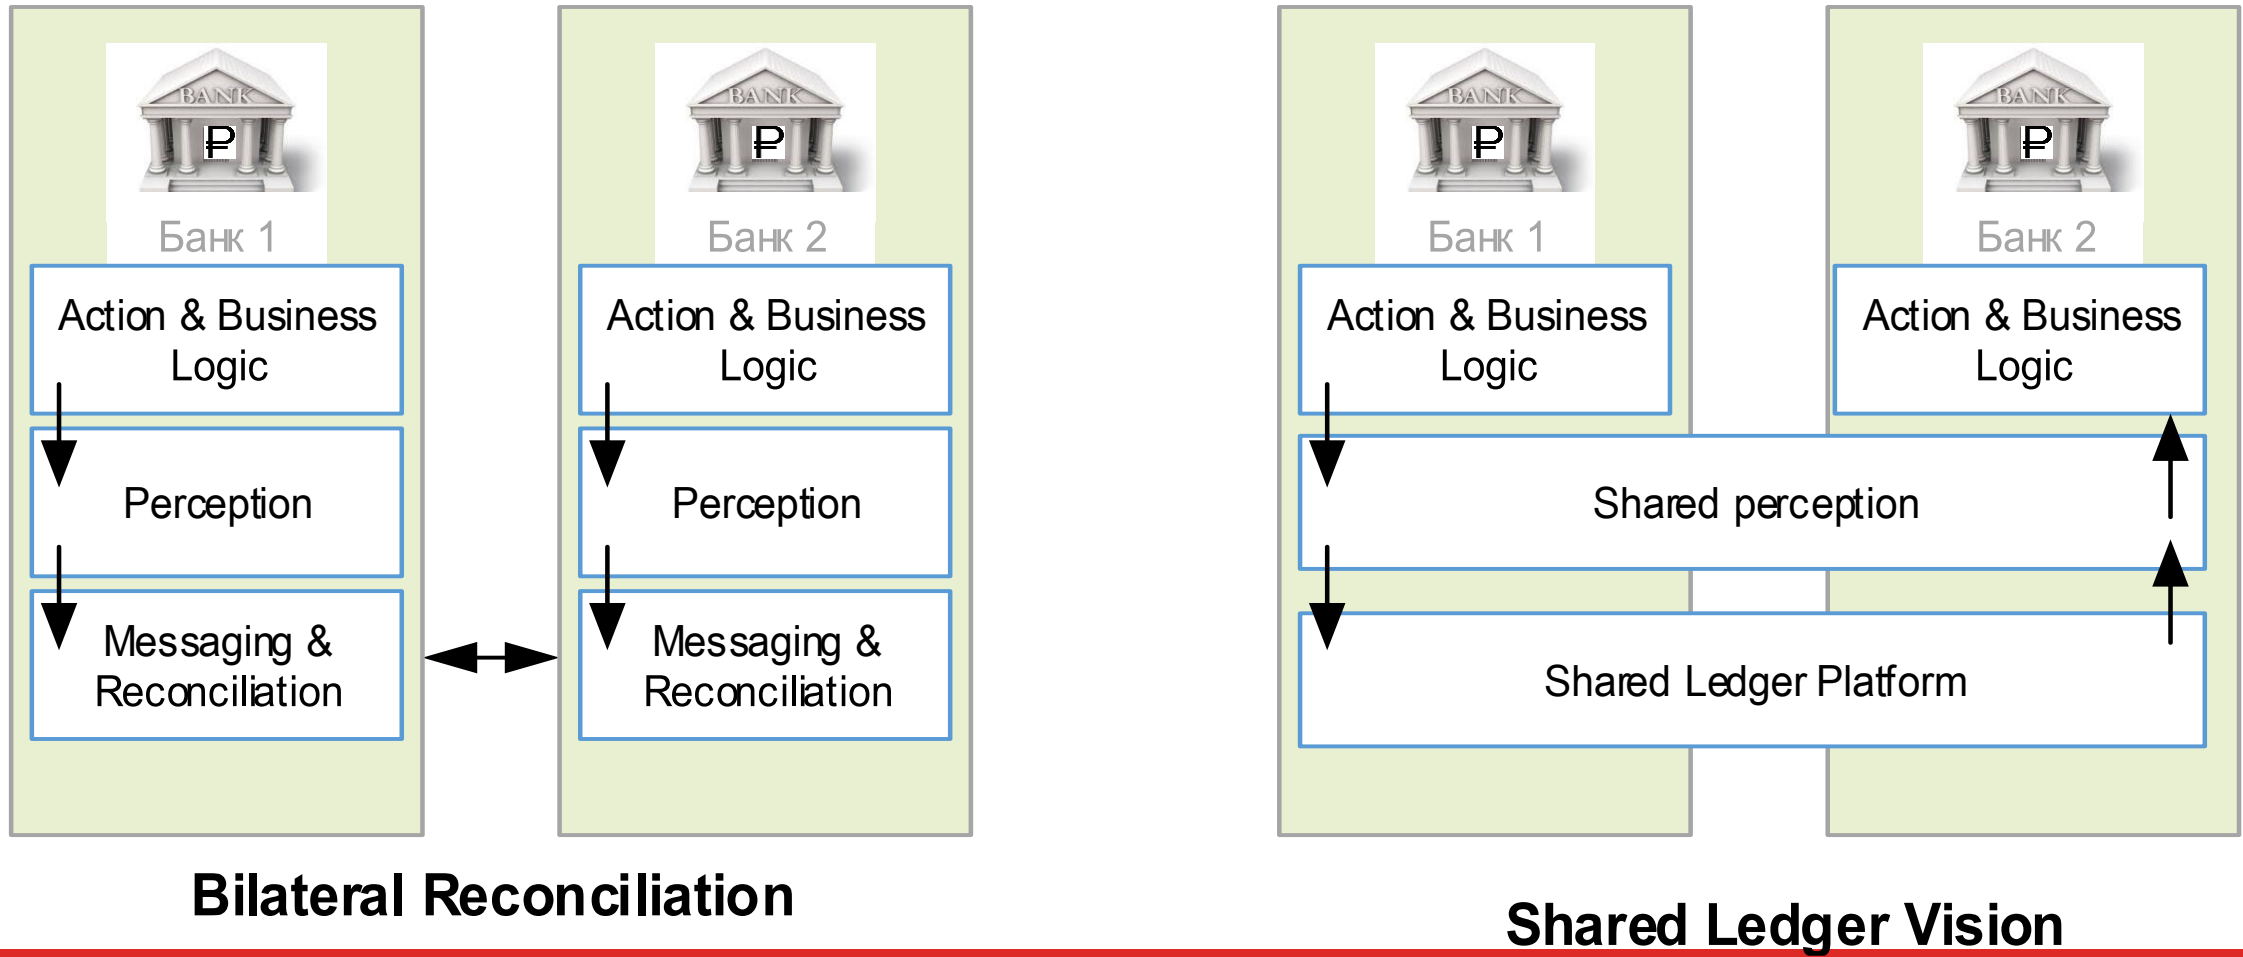 BANK
₽
Банк 1
Action & Business
Logic
Perception
Messaging &
Reconciliation
BANK
₽
Банк 2
Action & Business
Logic
Perception
Messaging &
Reconciliation
Bilateral Reconciliation
BANK
₽
Банк 1
Action & Business
Logic
BANK
₽
Банк 2
Action & Business
Logic
Shared perception
Shared Ledger Platform
Shared Ledger Vision